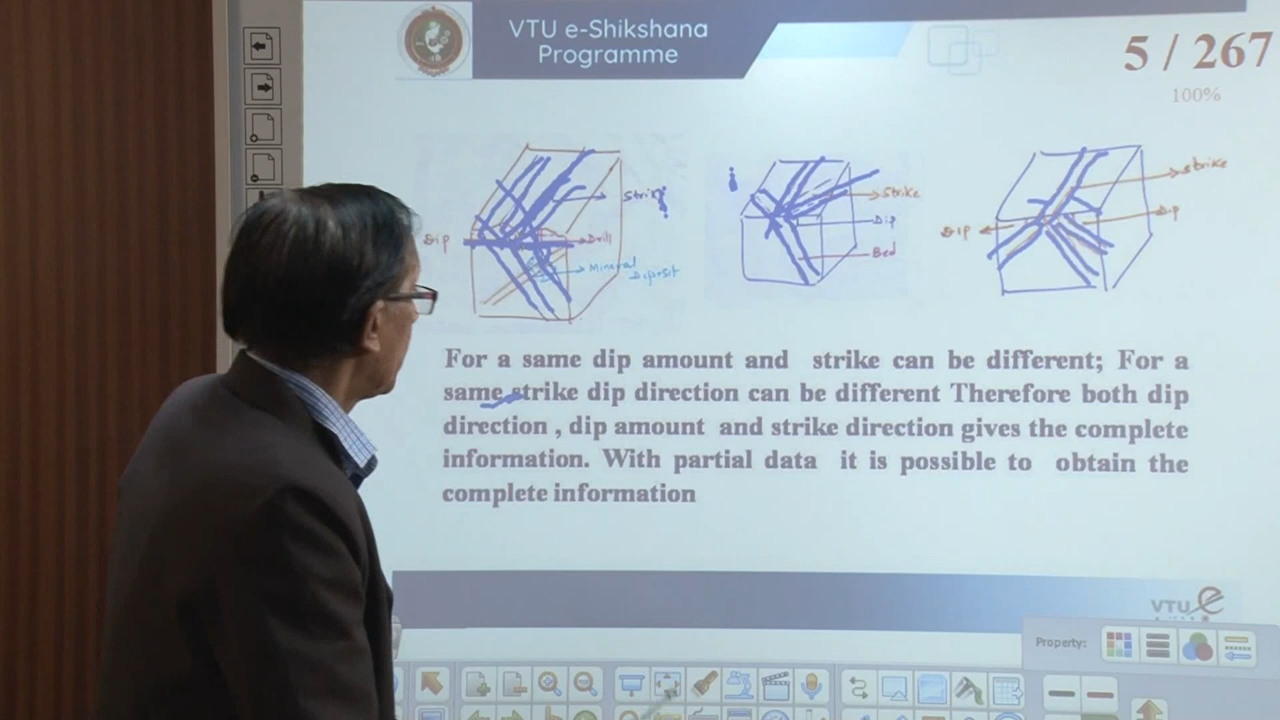 VTU e-Shikshana
Programme
5 / 267
100%
Strike
Dip
Drill
Mineral
Diposit
Strike
Dip
Bed
strike
Dip
Dip
For a same dip amount and strike can be different; For a
same strike dip direction can be different Therefore both dip
direction , dip amount and strike direction gives the complete
information. With partial data it is possible to obtain the
complete information
VTU e
Property: